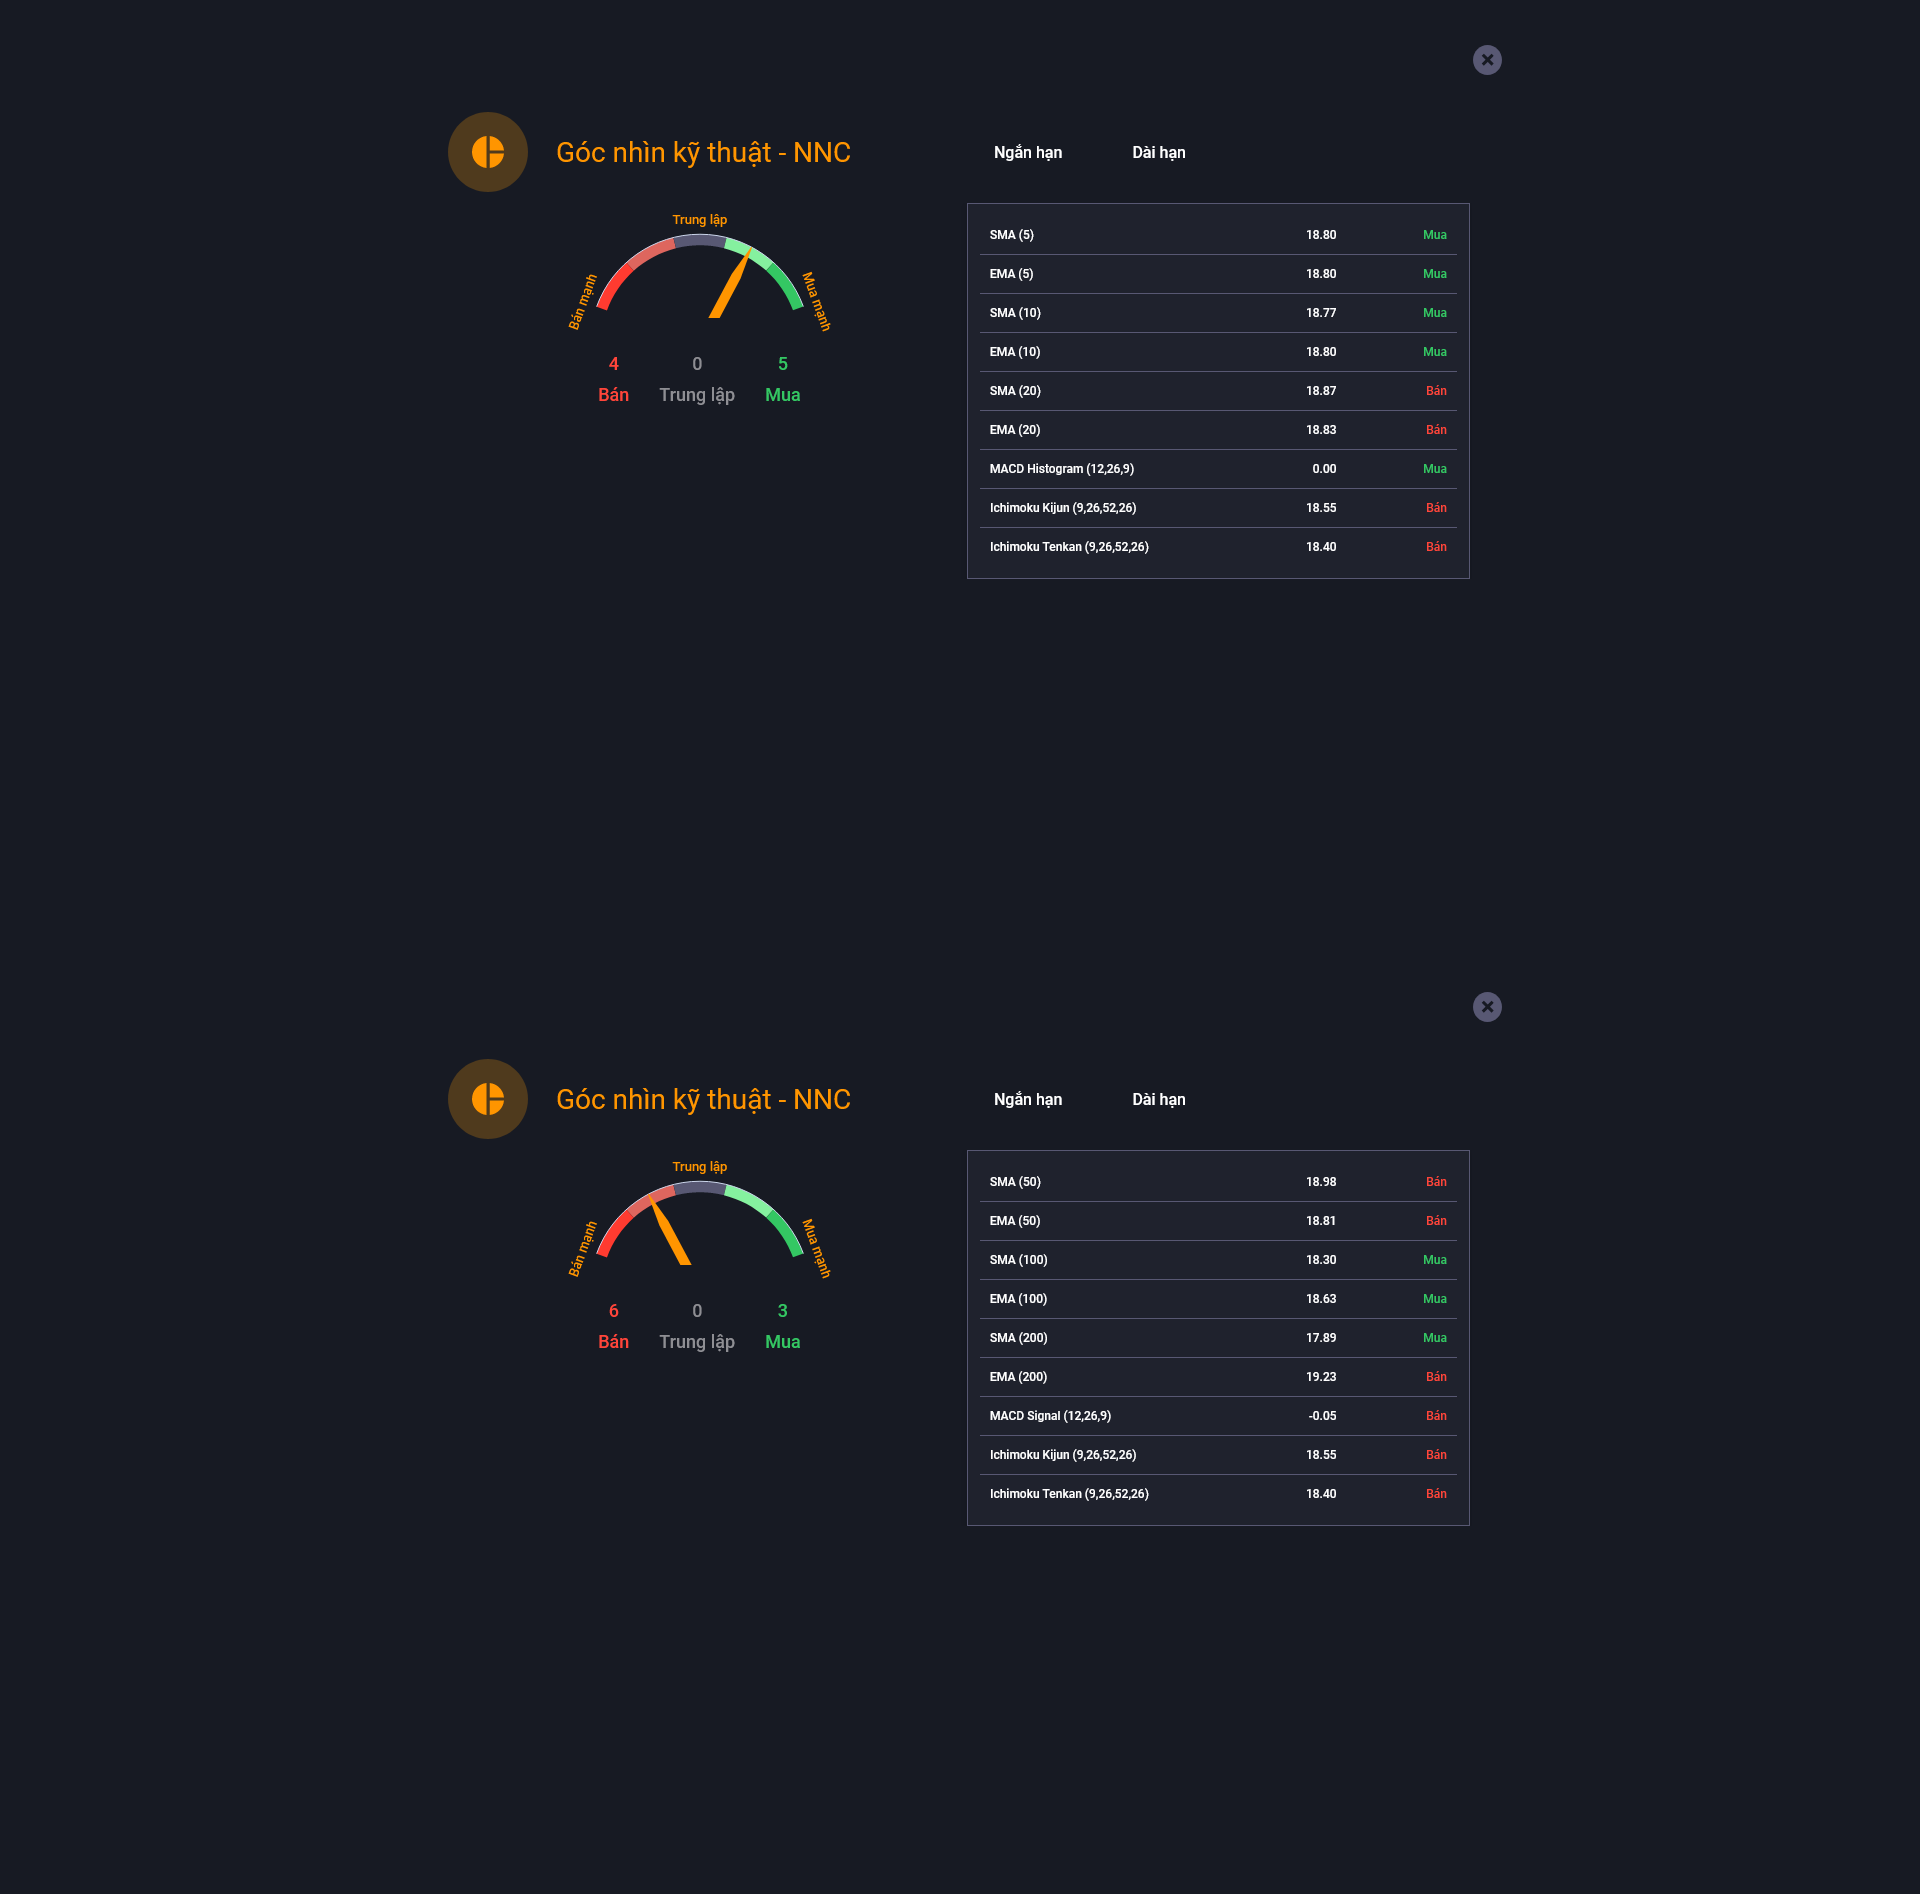 Góc nhìn kỹ thuật - NNC
Ngắn hạn Dài hạn
Trung lập
Bán mạnh
Mua mạnh
4 0 5
Bán Trung lập Mua
SMA (5) 18.80 Mua
EMA (5) 18.80 Mua
SMA (10) 18.77 Mua
EMA (10) 18.80 Mua
SMA (20) 18.87 Bán
EMA (20) 18.83 Bán
MACD Histogram (12,26,9) 0.00 Mua
Ichimoku Kijun (9,26,52,26) 18.55 Bán
Ichimoku Tenkan (9,26,52,26) 18.40 Bán
Góc nhìn kỹ thuật - NNC
Ngắn hạn Dài hạn
Trung lập
Bán mạnh
Mua mạnh
6 0 3
Bán Trung lập Mua
SMA (50) 18.98 Bán
EMA (50) 18.81 Bán
SMA (100) 18.30 Mua
EMA (100) 18.63 Mua
SMA (200) 17.89 Mua
EMA (200) 19.23 Bán
MACD Signal (12,26,9) -0.05 Bán
Ichimoku Kijun (9,26,52,26) 18.55 Bán
Ichimoku Tenkan (9,26,52,26) 18.40 Bán